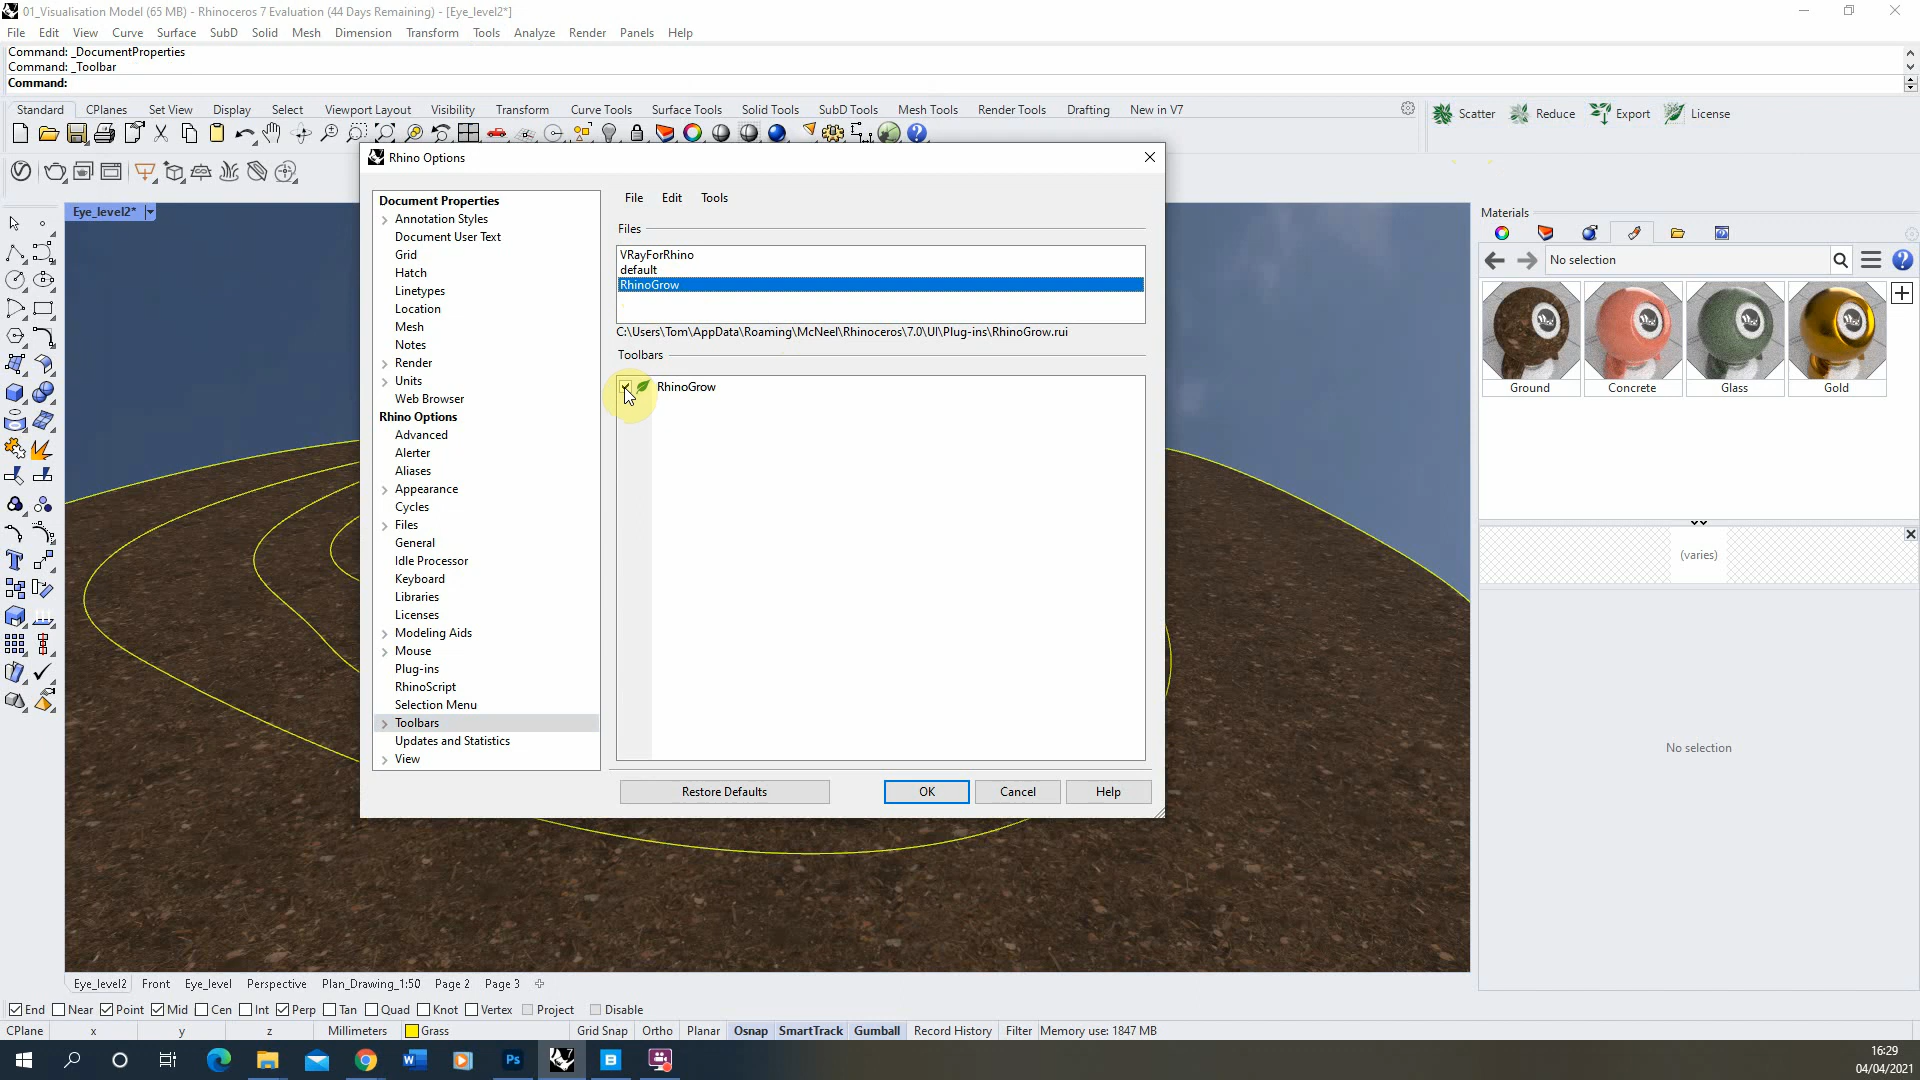 01_Visualisation Model (65 MB) - Rhinoceros 7 Evaluation (44 Days Remaining) - [Eye_level2*]
File Edit View Curve Surface SubD Solid Mesh Dimension Transform Tools Analyze Render Panels Help
Command: _DocumentProperties
Command: _Toolbar
Command:
Standard CPlanes Set View Display Select Viewport Layout Visibility Transform Curve Tools Surface Tools Solid Tools SubD Tools Mesh Tools Render Tools Drafting New in V7
Scatter Reduce Export License
Rhino Options
Eye_level2*
Document Properties
Annotation Styles
Document User Text
Grid
Hatch
Linetypes
Location
Mesh
Notes
Render
Units
Web Browser
Rhino Options
Advanced
Alerter
Aliases
Appearance
Cycles
Files
General
Idle Processor
Keyboard
Libraries
Licenses
Modeling Aids
Mouse
Plug-ins
RhinoScript
Selection Menu
Toolbars
Updates and Statistics
View
File Edit Tools
Files
VRayForRhino
default
RhinoGrow
C:\Users\Tom\AppData\Roaming\McNeel\Rhinoceros\7.0\UI\Plug-ins\RhinoGrow.rui
Toolbars
RhinoGrow
Restore Defaults OK Cancel Help
Materials
No selection
Ground Concrete Glass Gold
(varies)
No selection
Eye_level2 Front Eye_level Perspective Plan_Drawing_1:50 Page 2 Page 3
End Near Point Mid Cen Int Perp Tan Quad Knot Vertex Project Disable
CPlane x y z Millimeters Grass Grid Snap Ortho Planar Osnap SmartTrack Gumball Record History Filter Memory use: 1847 MB
16:29
04/04/2021